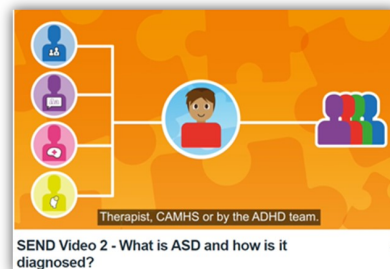 Therapist, CAMHS or by the ADHD team.
SEND Video 2 - What is ASD and how is it
diagnosed?